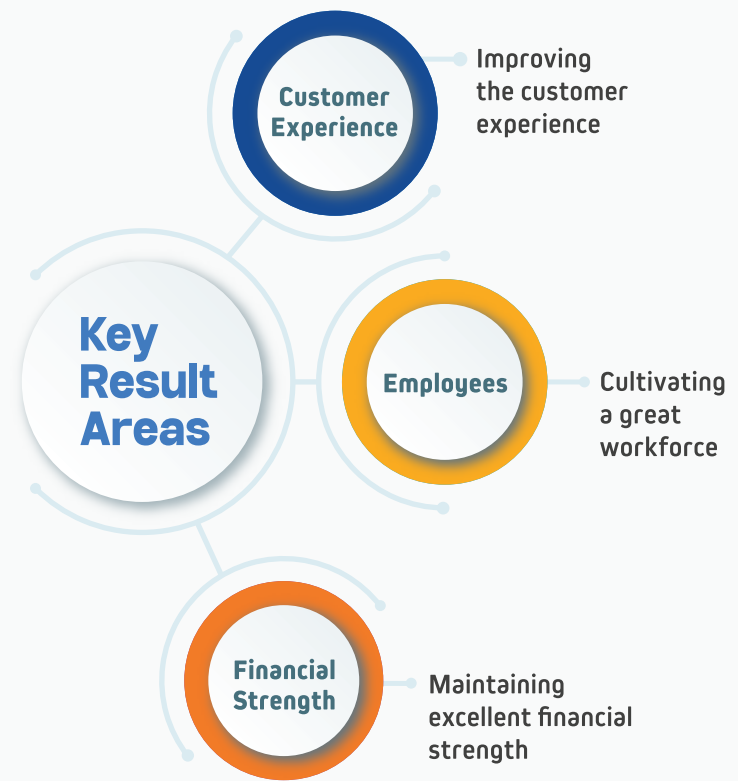 Customer
Experience
Improving
the customer
experience
Key
Result
Areas
Employees
Cultivating
a great
workforce
Financial
Strength
Maintaining
excellent financial
strength